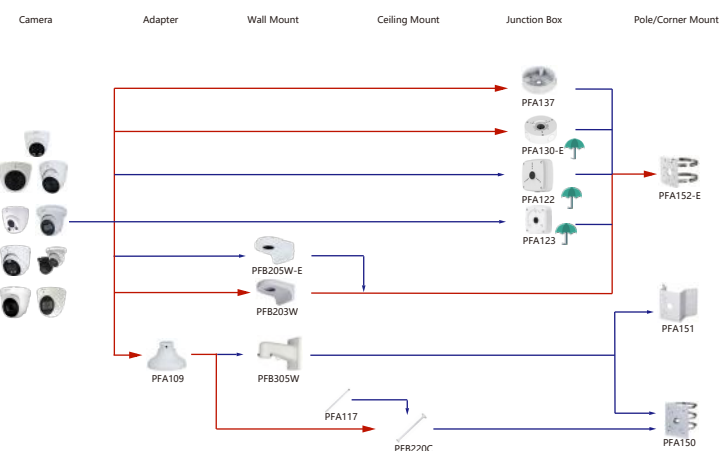 Camera Adapter Wall Mount Ceiling Mount Junction Box Pole/Corner Mount
PFA137
PFA130-E
PFA122
PFA152-E
PFA123
PFB205W-E
PFB203W
PFA151
PFA109
PFB305W
PFA117
PFA150
PFB220C